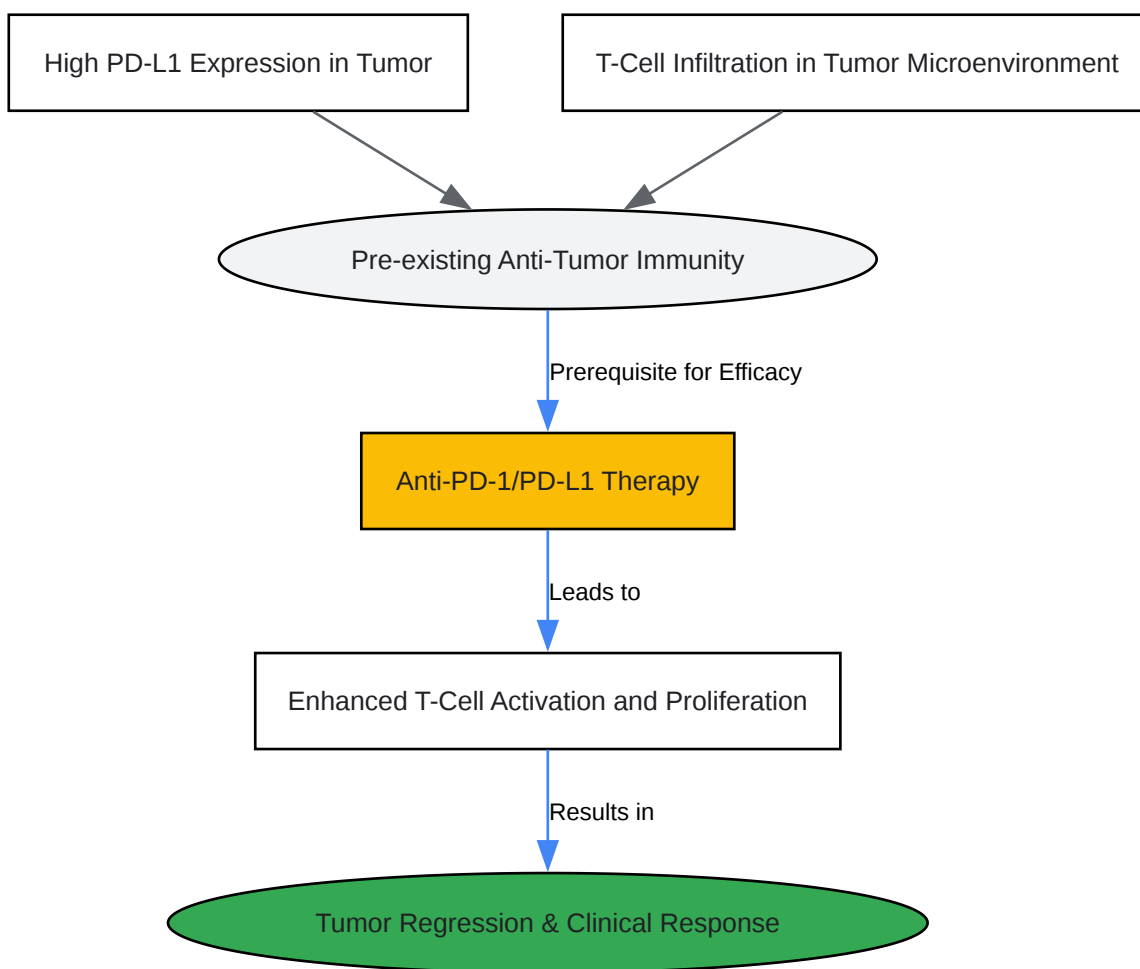 High PD-L1 Expression in Tumor
T-Cell Infiltration in Tumor Microenvironment
Pre-existing Anti-Tumor Immunity
Prerequisite for Efficacy
Anti-PD-1/PD-L1 Therapy
Leads to
Enhanced T-Cell Activation and Proliferation
Results in
Tumor Regression & Clinical Response